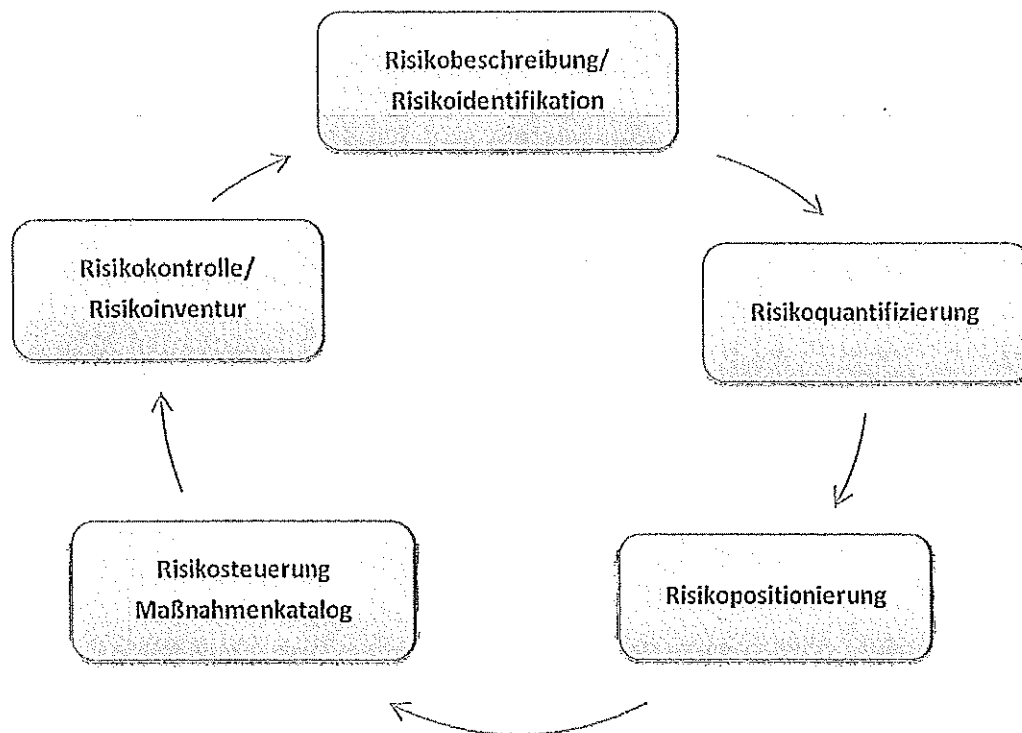 Risikobeschreibung/
Risikoidentifikation
Risikoquantifizierung
Risikopositionierung
Risikosteuerung
Maßnahmenkatalog
Risikokontrolle/
Risikoinventur